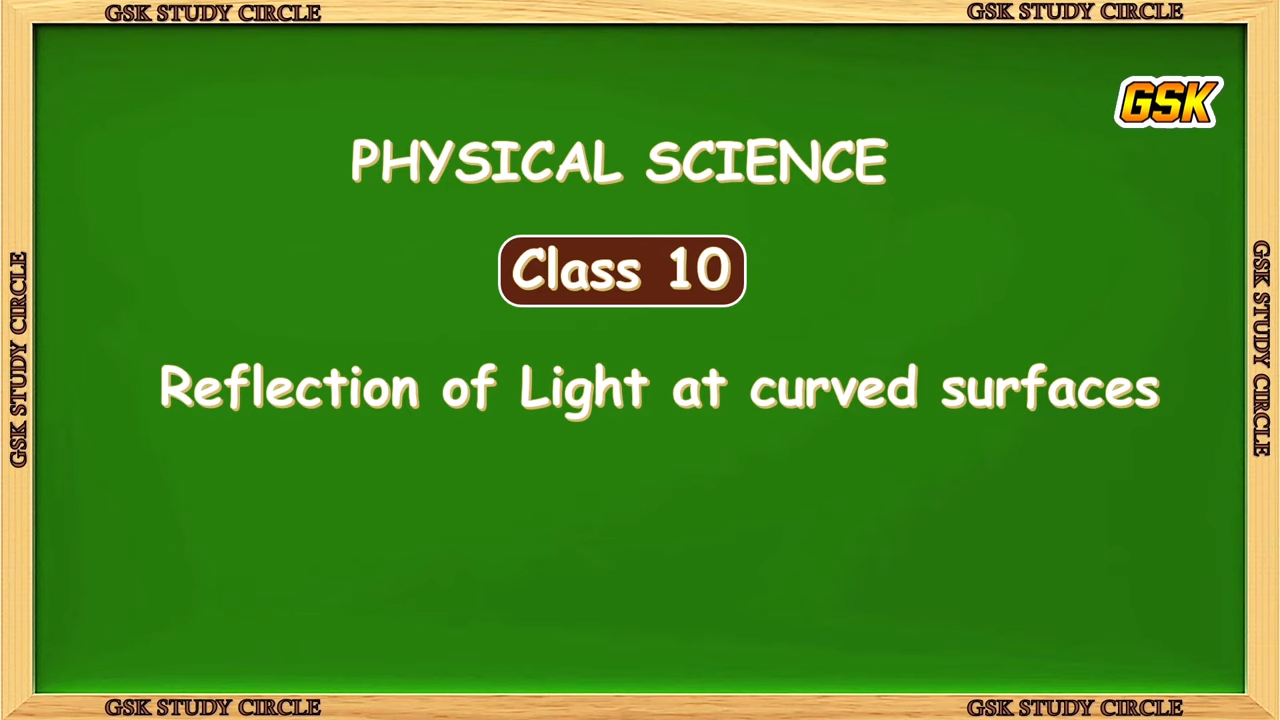 GSK STUDY CIRCLE GSK STUDY CIRCLE
GSK
PHYSICAL SCIENCE
Class 10
GSK STUDY CIRCLE
GSK STUDY CIRCLE
Reflection of Light at curved surfaces
GSK STUDY CIRCLE GSK STUDY CIRCLE